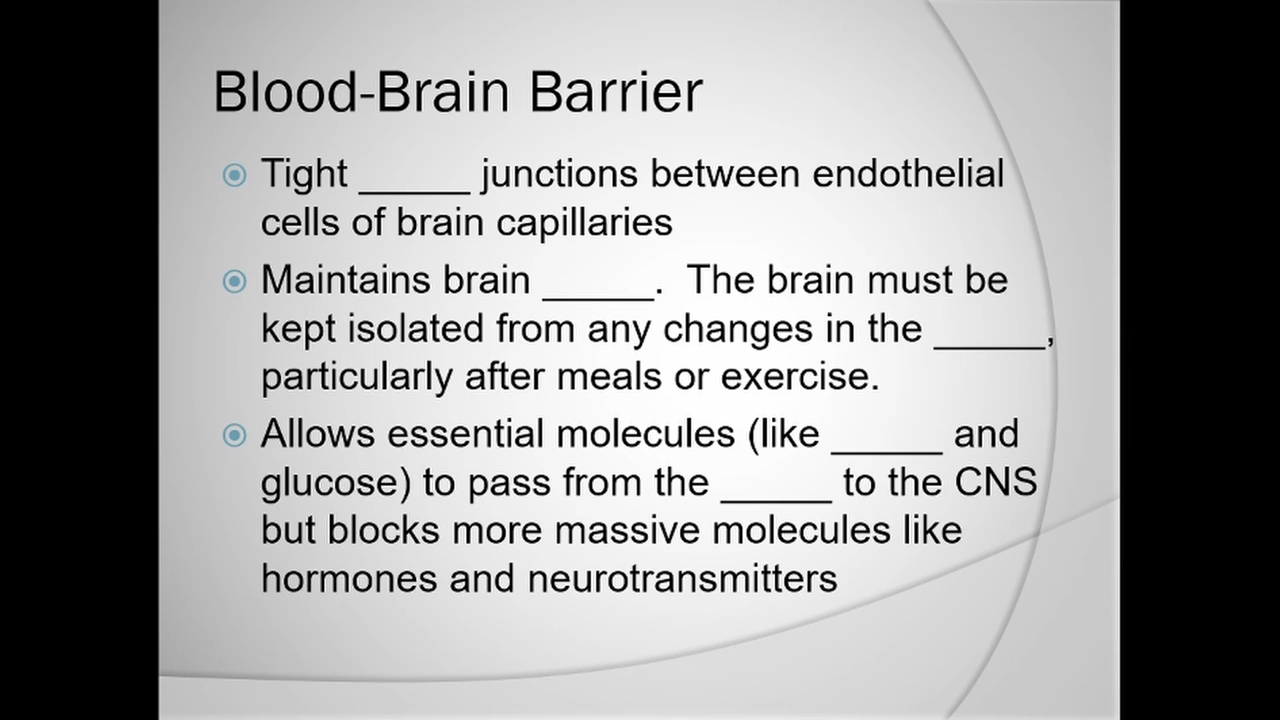 Blood-Brain Barrier
Tight _____ junctions between endothelial
cells of brain capillaries
Maintains brain _____.  The brain must be
kept isolated from any changes in the _____,
particularly after meals or exercise.
Allows essential molecules (like _____ and
glucose) to pass from the _____ to the CNS
but blocks more massive molecules like
hormones and neurotransmitters